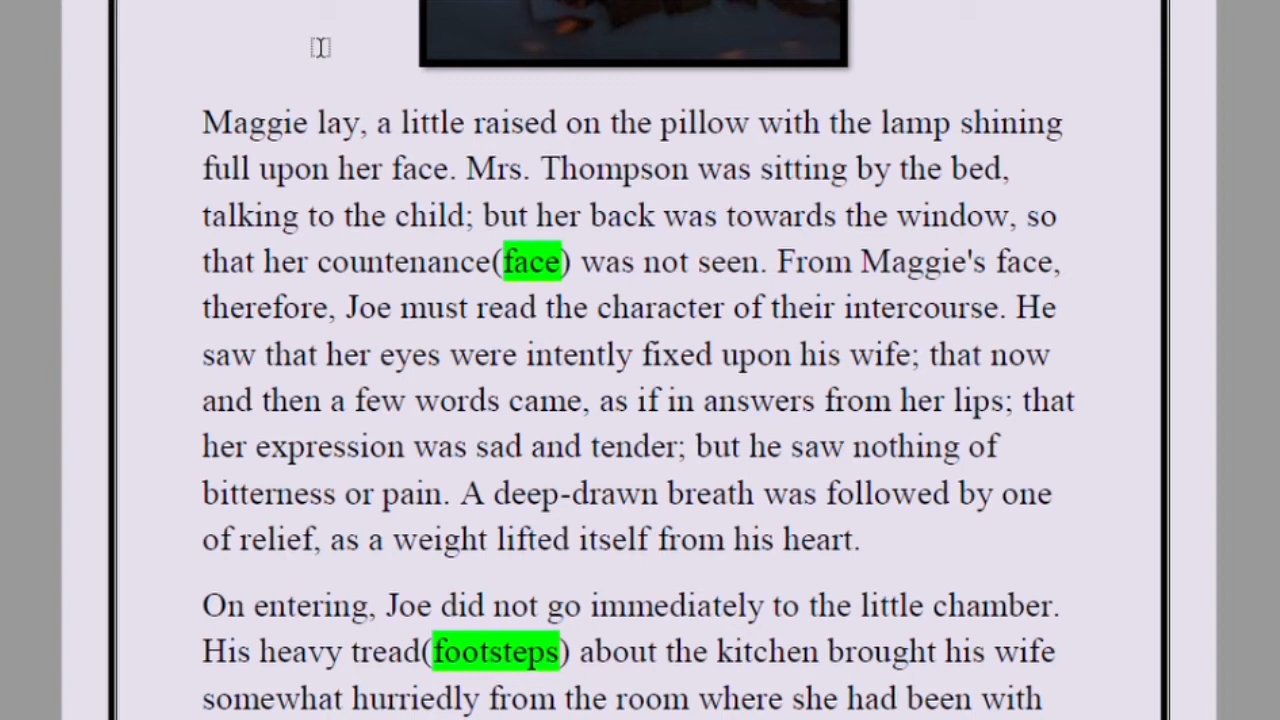 Maggie lay, a little raised on the pillow with the lamp shining
full upon her face. Mrs. Thompson was sitting by the bed,
talking to the child; but her back was towards the window, so
that her countenance(face) was not seen. From Maggie's face,
therefore, Joe must read the character of their intercourse. He
saw that her eyes were intently fixed upon his wife; that now
and then a few words came, as if in answers from her lips; that
her expression was sad and tender; but he saw nothing of
bitterness or pain. A deep-drawn breath was followed by one
of relief, as a weight lifted itself from his heart.
On entering, Joe did not go immediately to the little chamber.
His heavy tread(footsteps) about the kitchen brought his wife
somewhat hurriedly from the room where she had been with